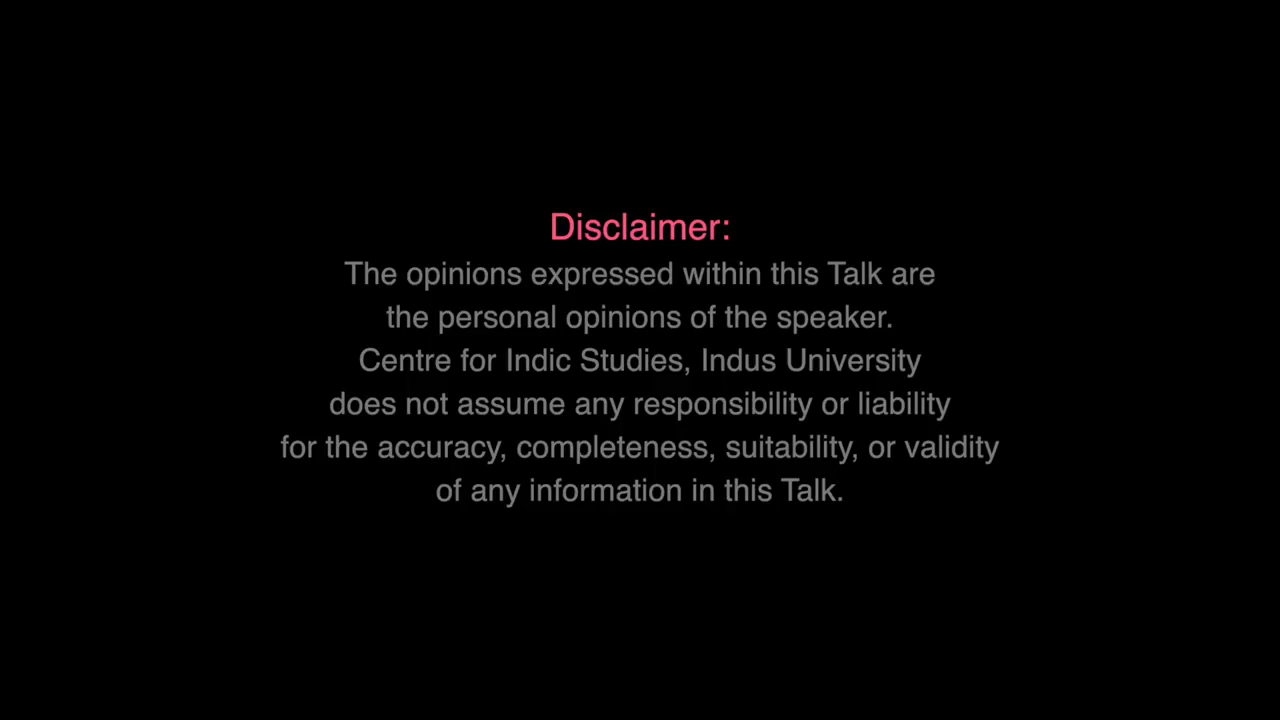 Disclaimer:
The opinions expressed within this Talk are
the personal opinions of the speaker.
Centre for Indic Studies, Indus University
does not assume any responsibility or liability
for the accuracy, completeness, suitability, or validity
of any information in this Talk.